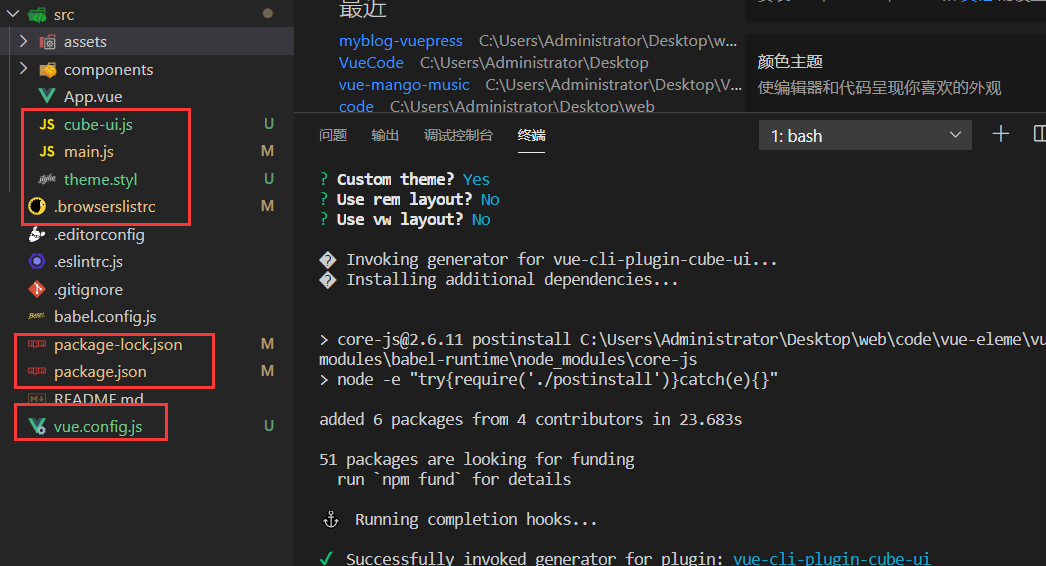 src
assets
components
App.vue
JS cube-ui.js U
JS main.js M
theme.styl U
.browserslistrc M
.editorconfig
.eslintrc.js
.gitignore
babel.config.js
package-lock.json M
package.json M
README.md
vue.config.js U
最近
myblog-vuepress C:\Users\Administrator\Desktop\w...
VueCode C:\Users\Administrator\Desktop
vue-mango-music C:\Users\Administrator\Desktop\V...
code C:\Users\Administrator\Desktop\web
颜色主题
使编辑器和代码呈现你喜欢的外观
问题 输出 调试控制台 终端
1: bash
? Custom theme? Yes
? Use rem layout? No
? Use vw layout? No
� Invoking generator for vue-cli-plugin-cube-ui...
� Installing additional dependencies...
> core-js@2.6.11 postinstall C:\Users\Administrator\Desktop\web\code\vue-eleme\vu
modules\babel-runtime\node_modules\core-js
> node -e "try{require('./postinstall')}catch(e){}"
added 6 packages from 4 contributors in 23.683s
51 packages are looking for funding
run `npm fund` for details
⚓ Running completion hooks...
✔ Successfully invoked generator for plugin: vue-cli-plugin-cube-ui